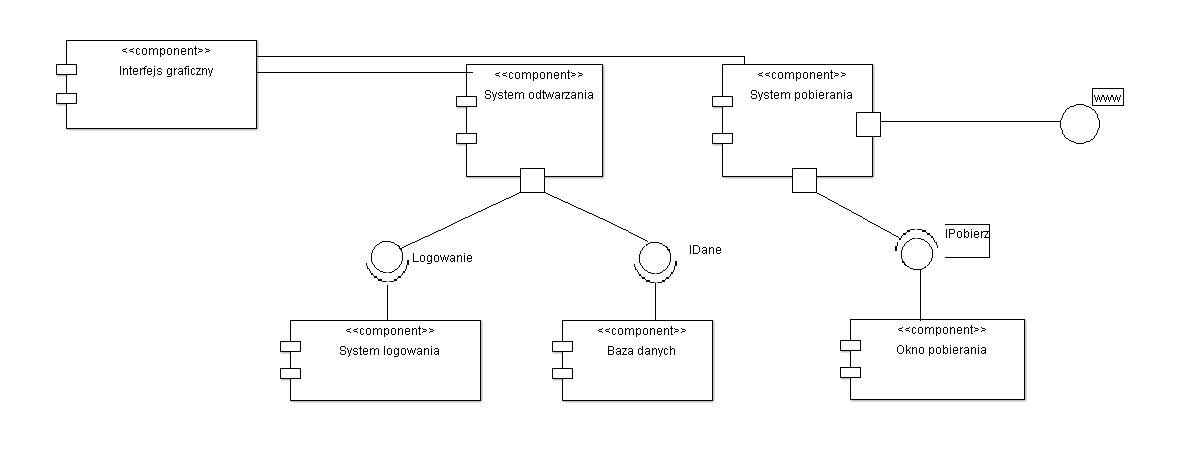 <<component>>
Interfejs graficzny
<<component>>
System odtwarzania
<<component>>
System pobierania
www
Logowanie
IDane
IPobierz
<<component>>
System logowania
<<component>>
Baza danych
<<component>>
Okno pobierania